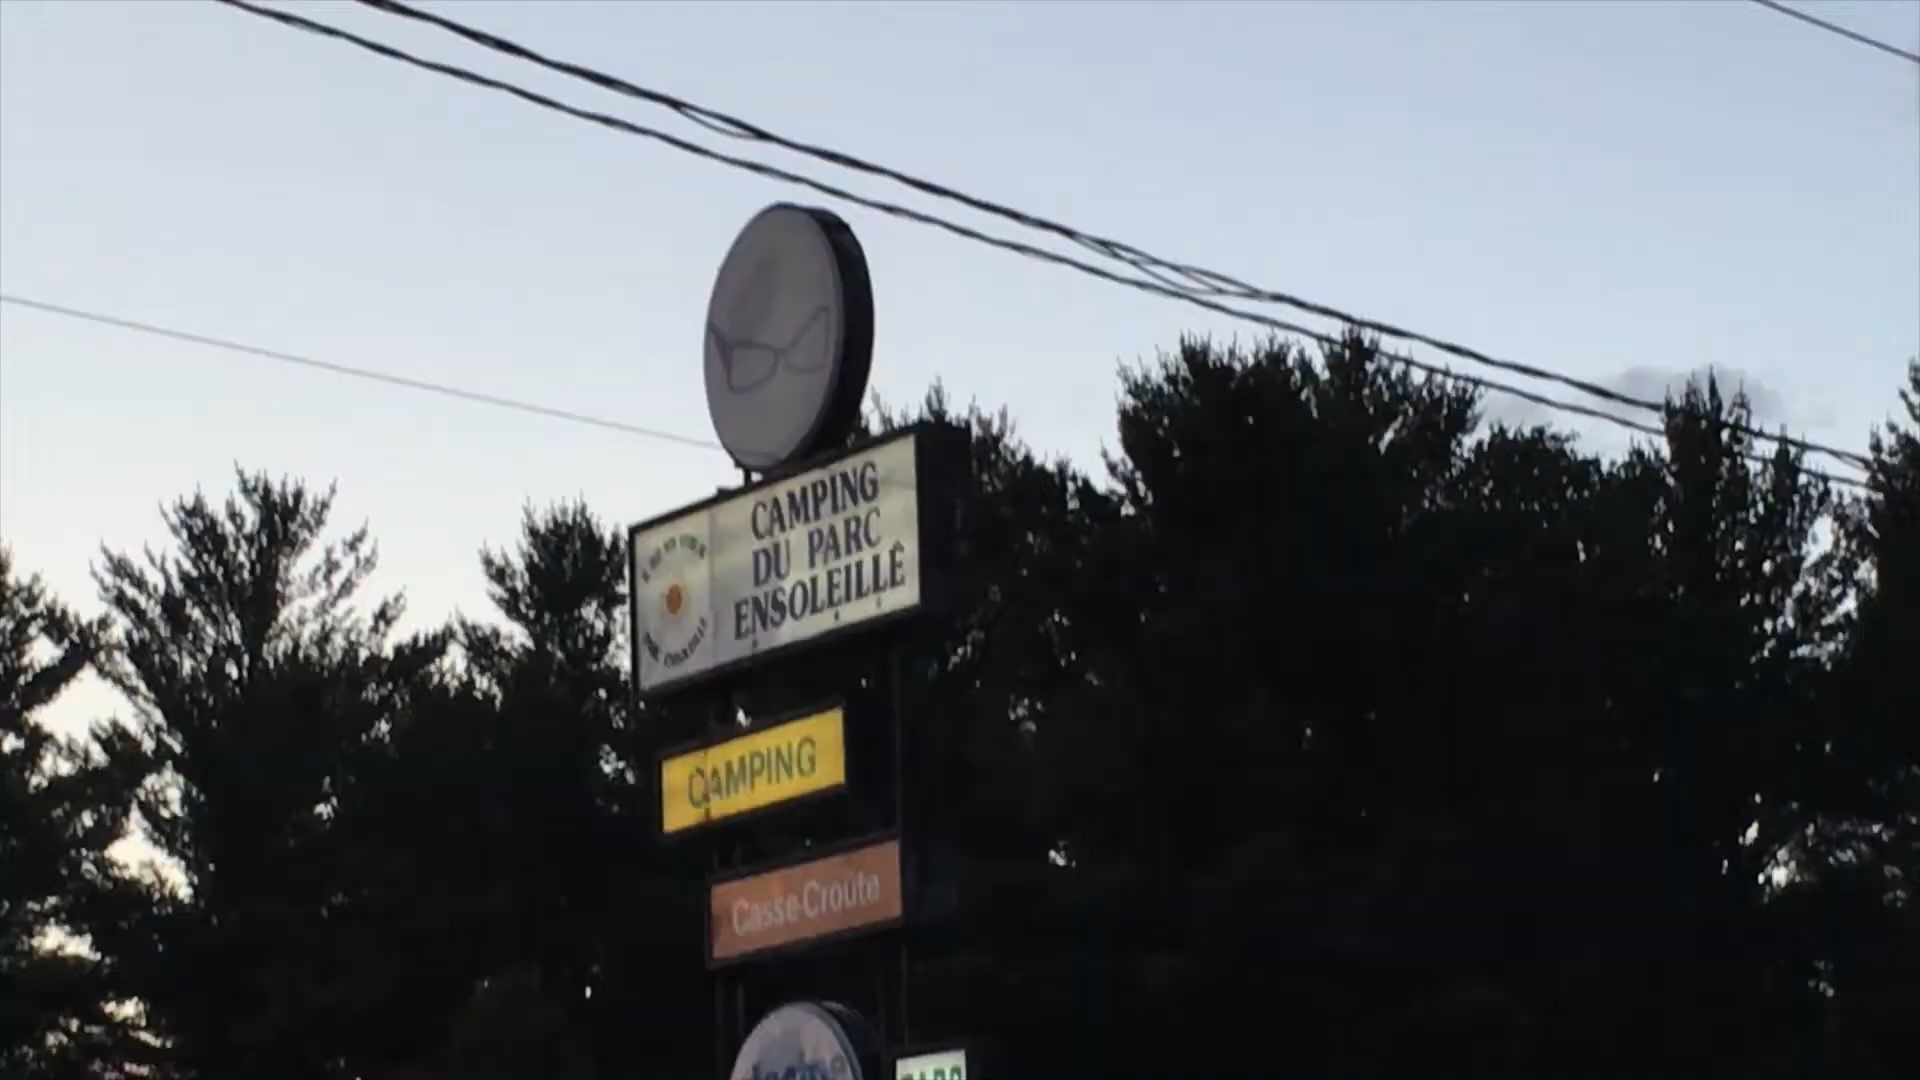 CAMPING
DU PARC
ENSOLEILLÉ
CAMPING
Casse-Croute